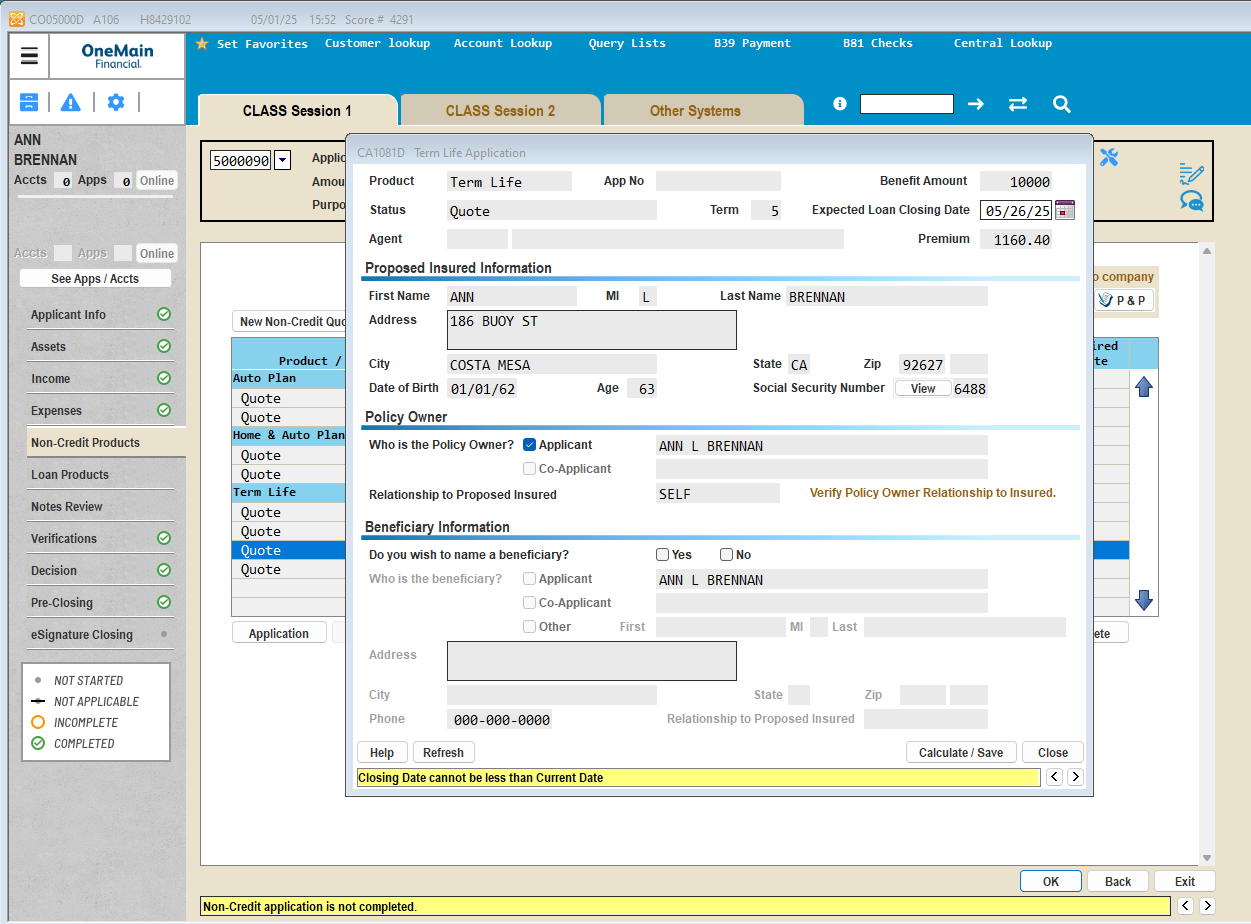 CO05000D A106 H8429102 05/01/25 15:52 Score # 4291
OneMain
Financial.
Set Favorites Customer lookup Account Lookup Query Lists B39 Payment B81 Checks Central Lookup
CLASS Session 1 CLASS Session 2 Other Systems
ANN
BRENNAN
Accts 0 Apps 0 Online
Accts Apps Online
See Apps / Accts
Applicant Info
Assets
Income
Expenses
Non-Credit Products
Loan Products
Notes Review
Verifications
Decision
Pre-Closing
eSignature Closing
NOT STARTED
NOT APPLICABLE
INCOMPLETE
COMPLETED
5000090 Applic
Amou
Purpo
o company
P & P
New Non-Credit Quo
Product / ired
te
Auto Plan
Quote
Quote
Home & Auto Plan
Quote
Quote
Term Life
Quote
Quote
Quote
Quote
Application ete
CA1081D Term Life Application
Product Term Life App No Benefit Amount 10000
Status Quote Term 5 Expected Loan Closing Date 05/26/25
Agent Premium 1160.40
Proposed Insured Information
First Name ANN MI L Last Name BRENNAN
Address 186 BUOY ST
City COSTA MESA State CA Zip 92627
Date of Birth 01/01/62 Age 63 Social Security Number View 6488
Policy Owner
Who is the Policy Owner? Applicant ANN L BRENNAN
Co-Applicant
Relationship to Proposed Insured SELF Verify Policy Owner Relationship to Insured.
Beneficiary Information
Do you wish to name a beneficiary? Yes No
Who is the beneficiary? Applicant ANN L BRENNAN
Co-Applicant
Other First MI Last
Address
City State Zip
Phone 000-000-0000 Relationship to Proposed Insured
Help Refresh Calculate / Save Close
Closing Date cannot be less than Current Date
OK Back Exit
Non-Credit application is not completed.